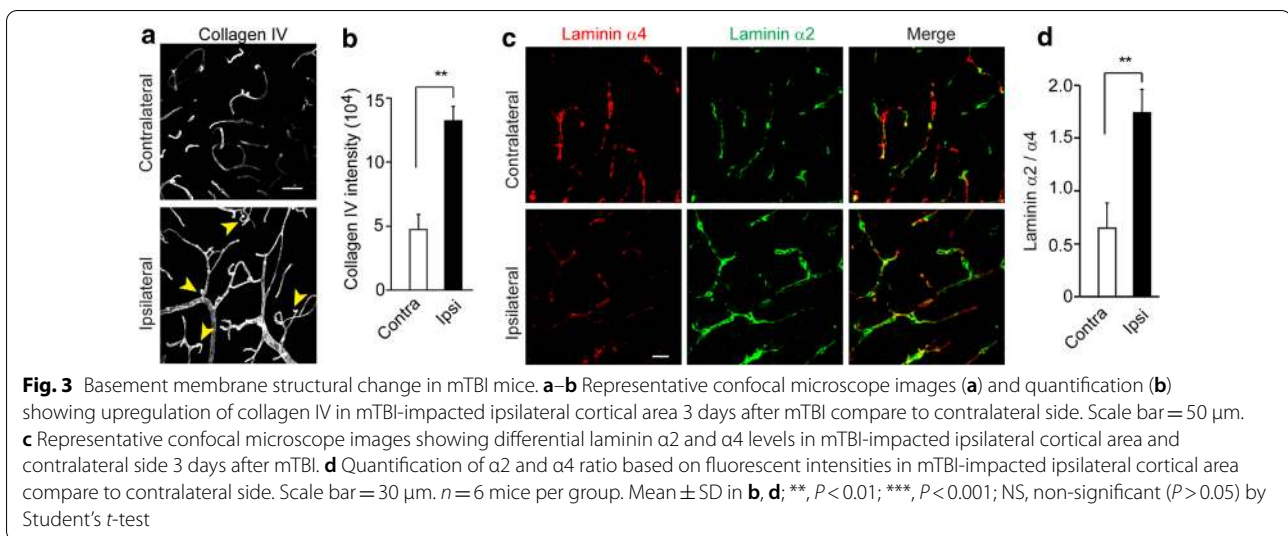 a
Collagen IV
Contralateral
Ipsilateral
b
**
Collagen IV intensity (10⁴)
15
10
5
0
Contra
Ipsi
c
Laminin α4
Laminin α2
Merge
Contralateral
Ipsilateral
d
**
Laminin α2 / α4
2.0
1.5
1.0
0.5
0
Contra
Ipsi
Fig. 3 Basement membrane structural change in mTBI mice. a–b Representative confocal microscope images (a) and quantification (b)
showing upregulation of collagen IV in mTBI-impacted ipsilateral cortical area 3 days after mTBI compare to contralateral side. Scale bar = 50 µm.
c Representative confocal microscope images showing differential laminin α2 and α4 levels in mTBI-impacted ipsilateral cortical area and
contralateral side 3 days after mTBI. d Quantification of α2 and α4 ratio based on fluorescent intensities in mTBI-impacted ipsilateral cortical area
compare to contralateral side. Scale bar = 30 µm. n = 6 mice per group. Mean ± SD in b, d; **, P < 0.01; ***, P < 0.001; NS, non-significant (P > 0.05) by
Student's t-test